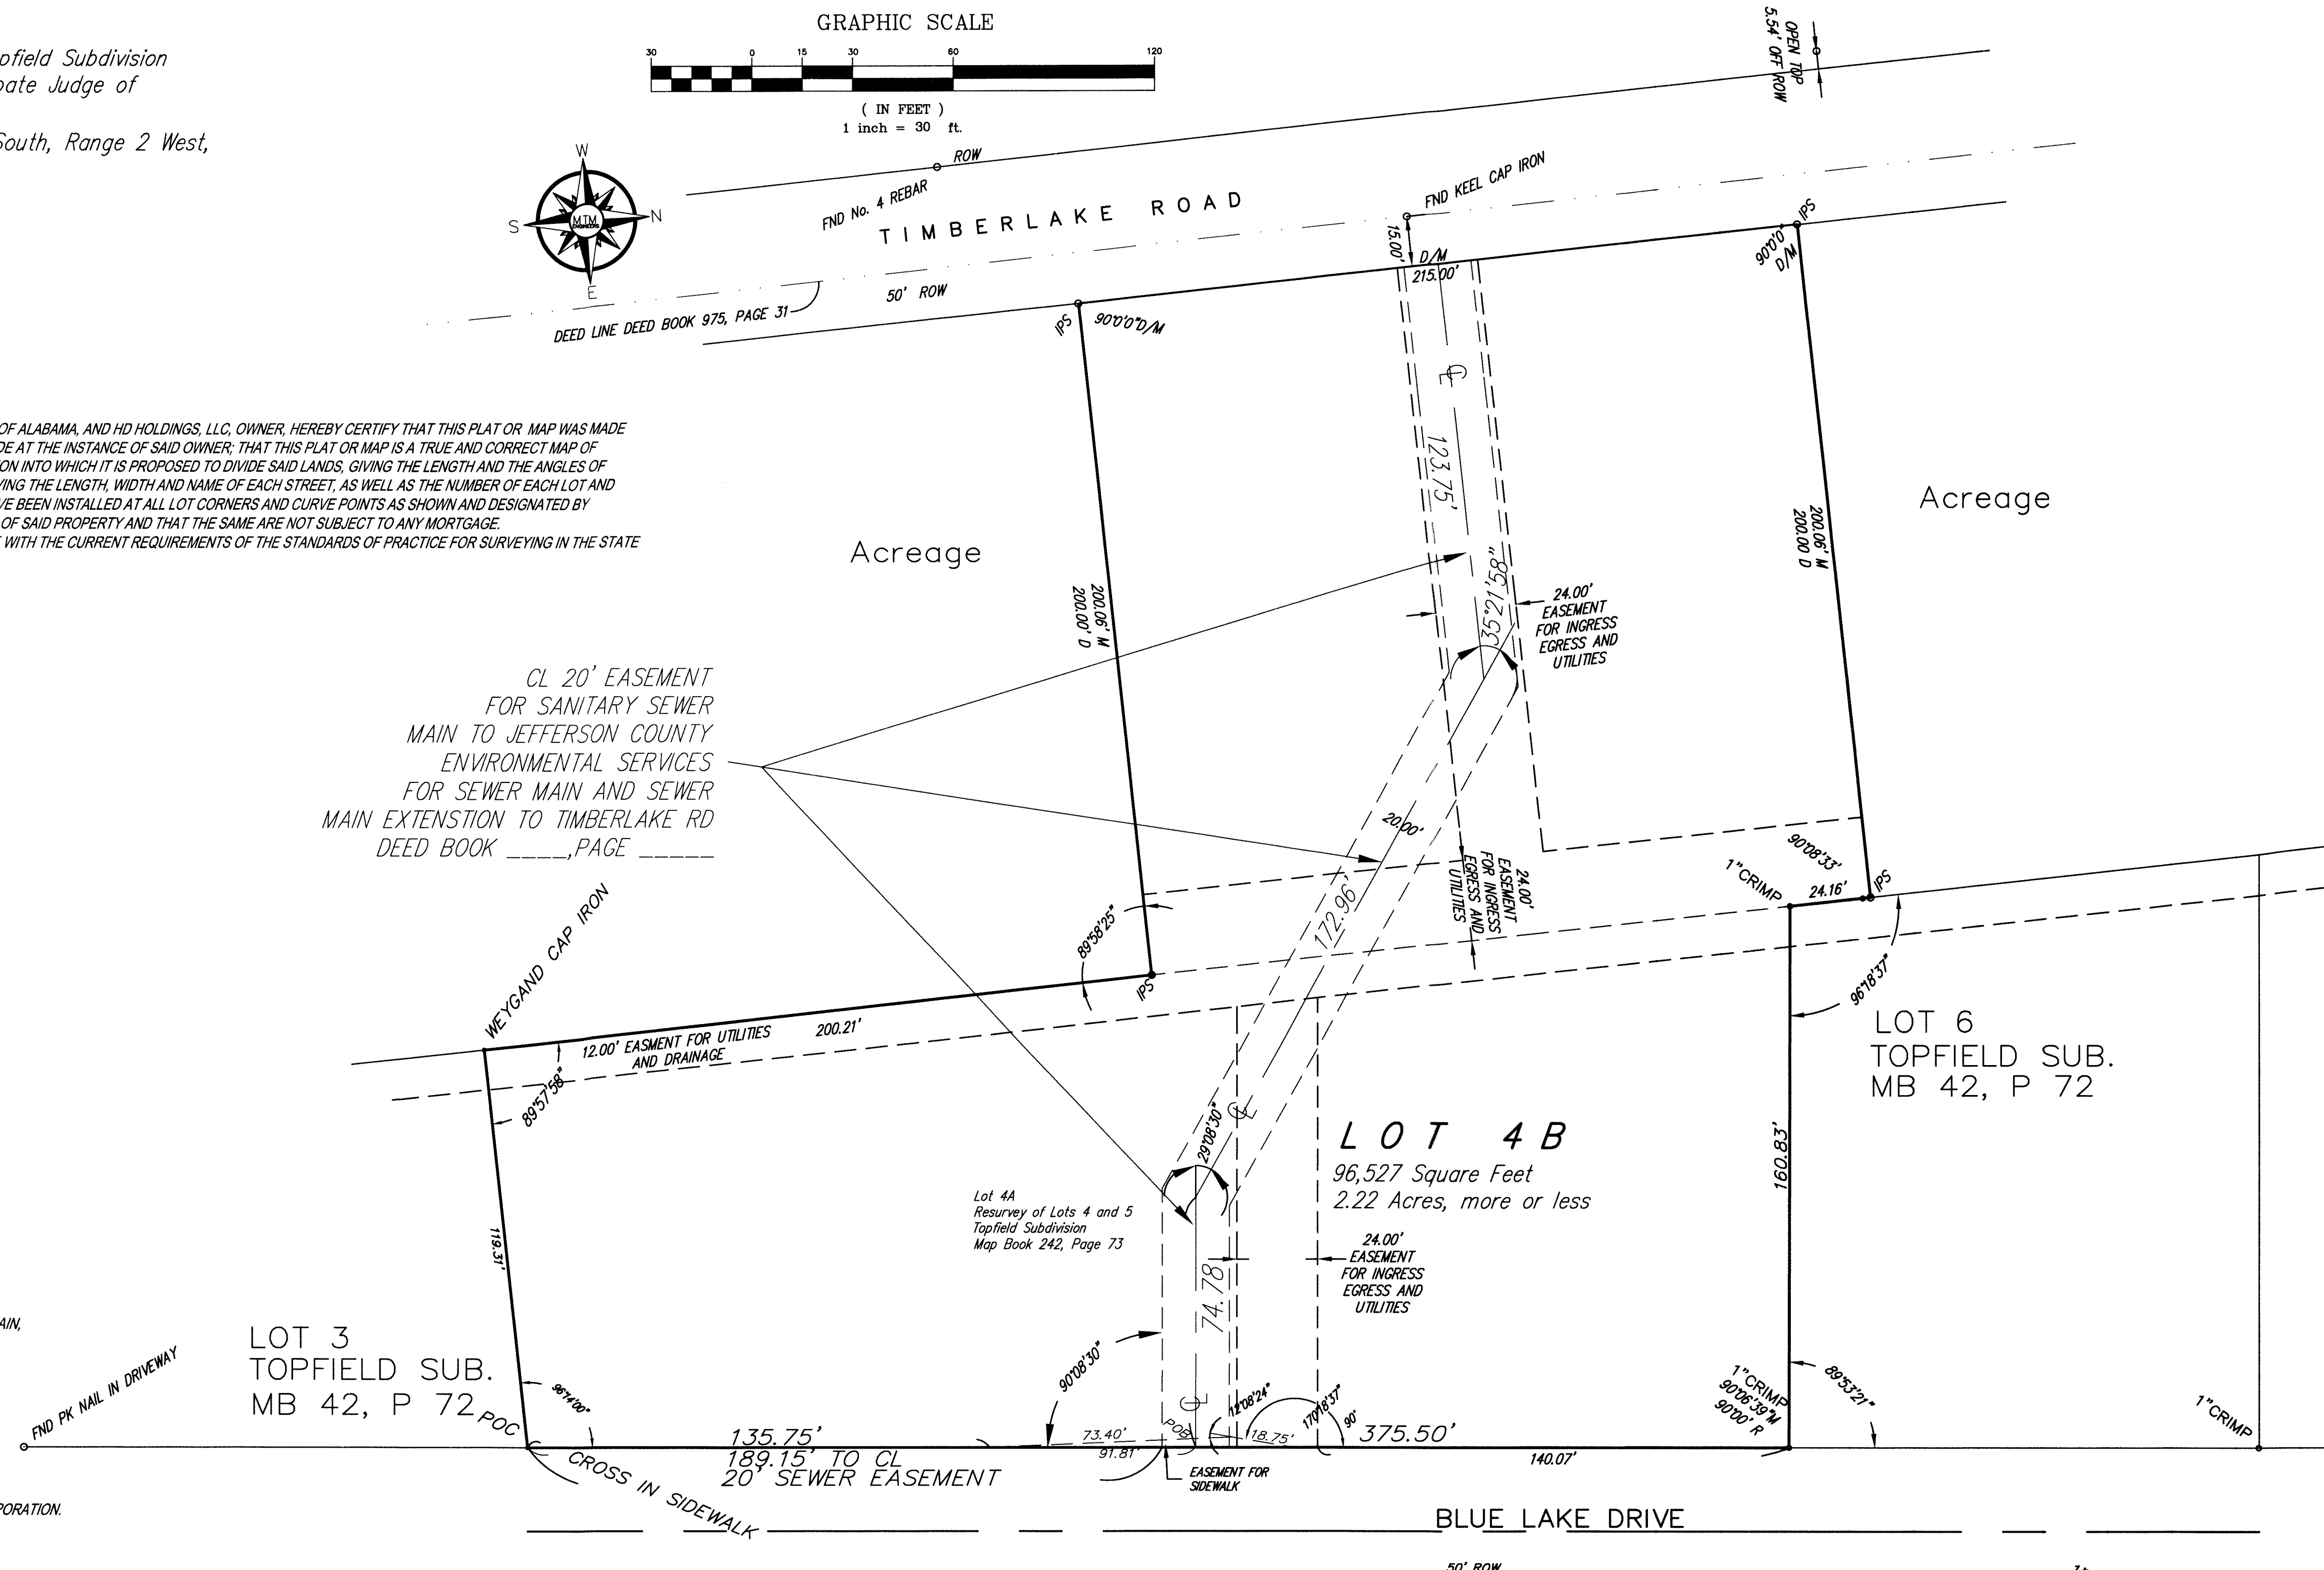 GRAPHIC SCALE
30 0 15 30 60 120
( IN FEET )
1 inch = 30 ft.
opfield Subdivision
bate Judge of
South, Range 2 West,
OPEN TOP
5.54' OFF ROW
W
S
N
E
M.T.M.
ENGINEERS
ROW
FND No. 4 REBAR
TIMBERLAKE ROAD
FND KEEL CAP IRON
50' ROW
DEED LINE DEED BOOK 975, PAGE 31
15.00'
D/M
215.00'
IPS
90°0'0"D/M
IPS
90°0'0"
D/M
OF ALABAMA, AND HD HOLDINGS, LLC, OWNER, HEREBY CERTIFY THAT THIS PLAT OR MAP WAS MADE
DE AT THE INSTANCE OF SAID OWNER; THAT THIS PLAT OR MAP IS A TRUE AND CORRECT MAP OF
ON INTO WHICH IT IS PROPOSED TO DIVIDE SAID LANDS, GIVING THE LENGTH AND THE ANGLES OF
VING THE LENGTH, WIDTH AND NAME OF EACH STREET, AS WELL AS THE NUMBER OF EACH LOT AND
VE BEEN INSTALLED AT ALL LOT CORNERS AND CURVE POINTS AS SHOWN AND DESIGNATED BY
OF SAID PROPERTY AND THAT THE SAME ARE NOT SUBJECT TO ANY MORTGAGE.
WITH THE CURRENT REQUIREMENTS OF THE STANDARDS OF PRACTICE FOR SURVEYING IN THE STATE
Acreage
Acreage
200.06' M
200.00' D
200.06' M
200.00 D
CL
123.75'
35°21'58"
24.00'
EASEMENT
FOR INGRESS
EGRESS AND
UTILITIES
CL 20' EASEMENT
FOR SANITARY SEWER
MAIN TO JEFFERSON COUNTY
ENVIRONMENTAL SERVICES
FOR SEWER MAIN AND SEWER
MAIN EXTENSTION TO TIMBERLAKE RD
DEED BOOK ____,PAGE _____
20.00'
172.96'
24.00'
EASEMENT
FOR INGRESS
EGRESS AND
UTILITIES
90°08'33'
1"CRIMP
24.16'
IPS
96°18'37"
89°58'25"
IPS
WEYGAND CAP IRON
12.00' EASMENT FOR UTILITIES
AND DRAINAGE
200.21'
89°57'58"
119.31'
LOT 6
TOPFIELD SUB.
MB 42, P 72
160.83'
LOT 4B
96,527 Square Feet
2.22 Acres, more or less
CL
29°08'30"
Lot 4A
Resurvey of Lots 4 and 5
Topfield Subdivision
Map Book 242, Page 73
24.00'
EASEMENT
FOR INGRESS
EGRESS AND
UTILITIES
74.78
CL
AIN,
LOT 3
TOPFIELD SUB.
MB 42, P 72
FND PK NAIL IN DRIVEWAY
POC
96°14'00"
90°08'30"
POB
12°08'24"
170°18'37"
90°
1"CRIMP
90°06'39"M
90°00' R
89°53'21"
1"CRIMP
135.75'
73.40'
18.75'
375.50'
189.15' TO CL
20' SEWER EASEMENT
91.81'
140.07'
EASEMENT FOR
SIDEWALK
CROSS IN SIDEWALK
PORATION.
BLUE LAKE DRIVE
50' ROW